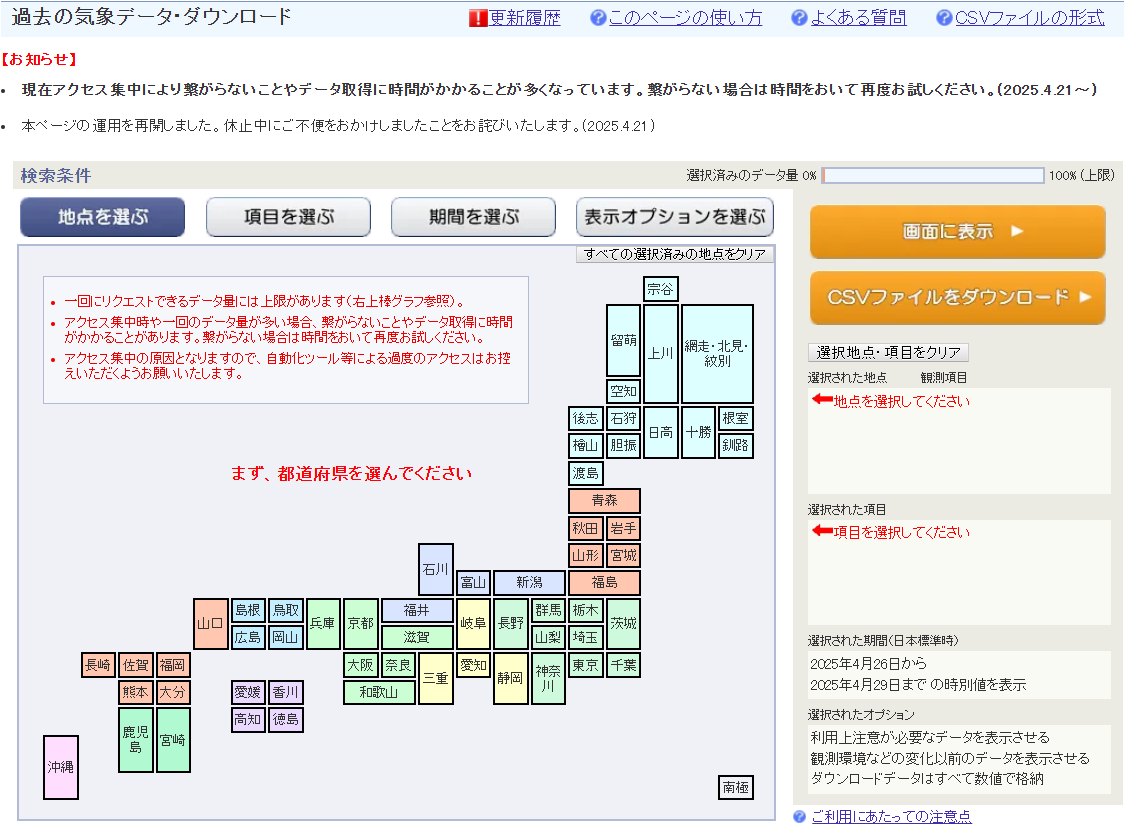 過去の気象データ・ダウンロード
更新履歴 このページの使い方 よくある質問 CSVファイルの形式
【お知らせ】
現在アクセス集中により繋がらないことやデータ取得に時間がかかることが多くなっています。繋がらない場合は時間をおいて再度お試しください。(2025.4.21～)
本ページの運用を再開しました。休止中にご不便をおかけしましたことをお詫びいたします。(2025.4.21)
検索条件
選択済みのデータ量 0% 100%(上限)
地点を選ぶ 項目を選ぶ 期間を選ぶ 表示オプションを選ぶ
すべての選択済みの地点をクリア
一回にリクエストできるデータ量には上限があります(右上棒グラフ参照)。
アクセス集中時や一回のデータ量が多い場合、繋がらないことやデータ取得に時間
がかかることがあります。繋がらない場合は時間をおいて再度お試しください。
アクセス集中の原因となりますので、自動化ツール等による過度のアクセスはお控
えいただくようお願いいたします。
まず、都道府県を選んでください
宗谷
留萌 上川 網走・北見・
紋別
空知
後志 石狩 日高 十勝 根室
檜山 胆振 釧路
渡島
青森
秋田 岩手
山形 宮城
石川 富山 新潟 福島
山口 島根 鳥取 兵庫 京都 福井 岐阜 長野 群馬 栃木 茨城
広島 岡山 滋賀 山梨 埼玉
長崎 佐賀 福岡 大阪 奈良 三重 愛知 静岡 神奈
川 東京 千葉
熊本 大分 愛媛 香川 和歌山
鹿児
島 宮崎 高知 徳島
沖縄
南極
画面に表示
CSVファイルをダウンロード
選択地点・項目をクリア
選択された地点 観測項目
地点を選択してください
選択された項目
項目を選択してください
選択された期間(日本標準時)
2025年4月26日から
2025年4月29日までの時別値を表示
選択されたオプション
利用上注意が必要なデータを表示させる
観測環境などの変化以前のデータを表示させる
ダウンロードデータはすべて数値で格納
ご利用にあたっての注意点